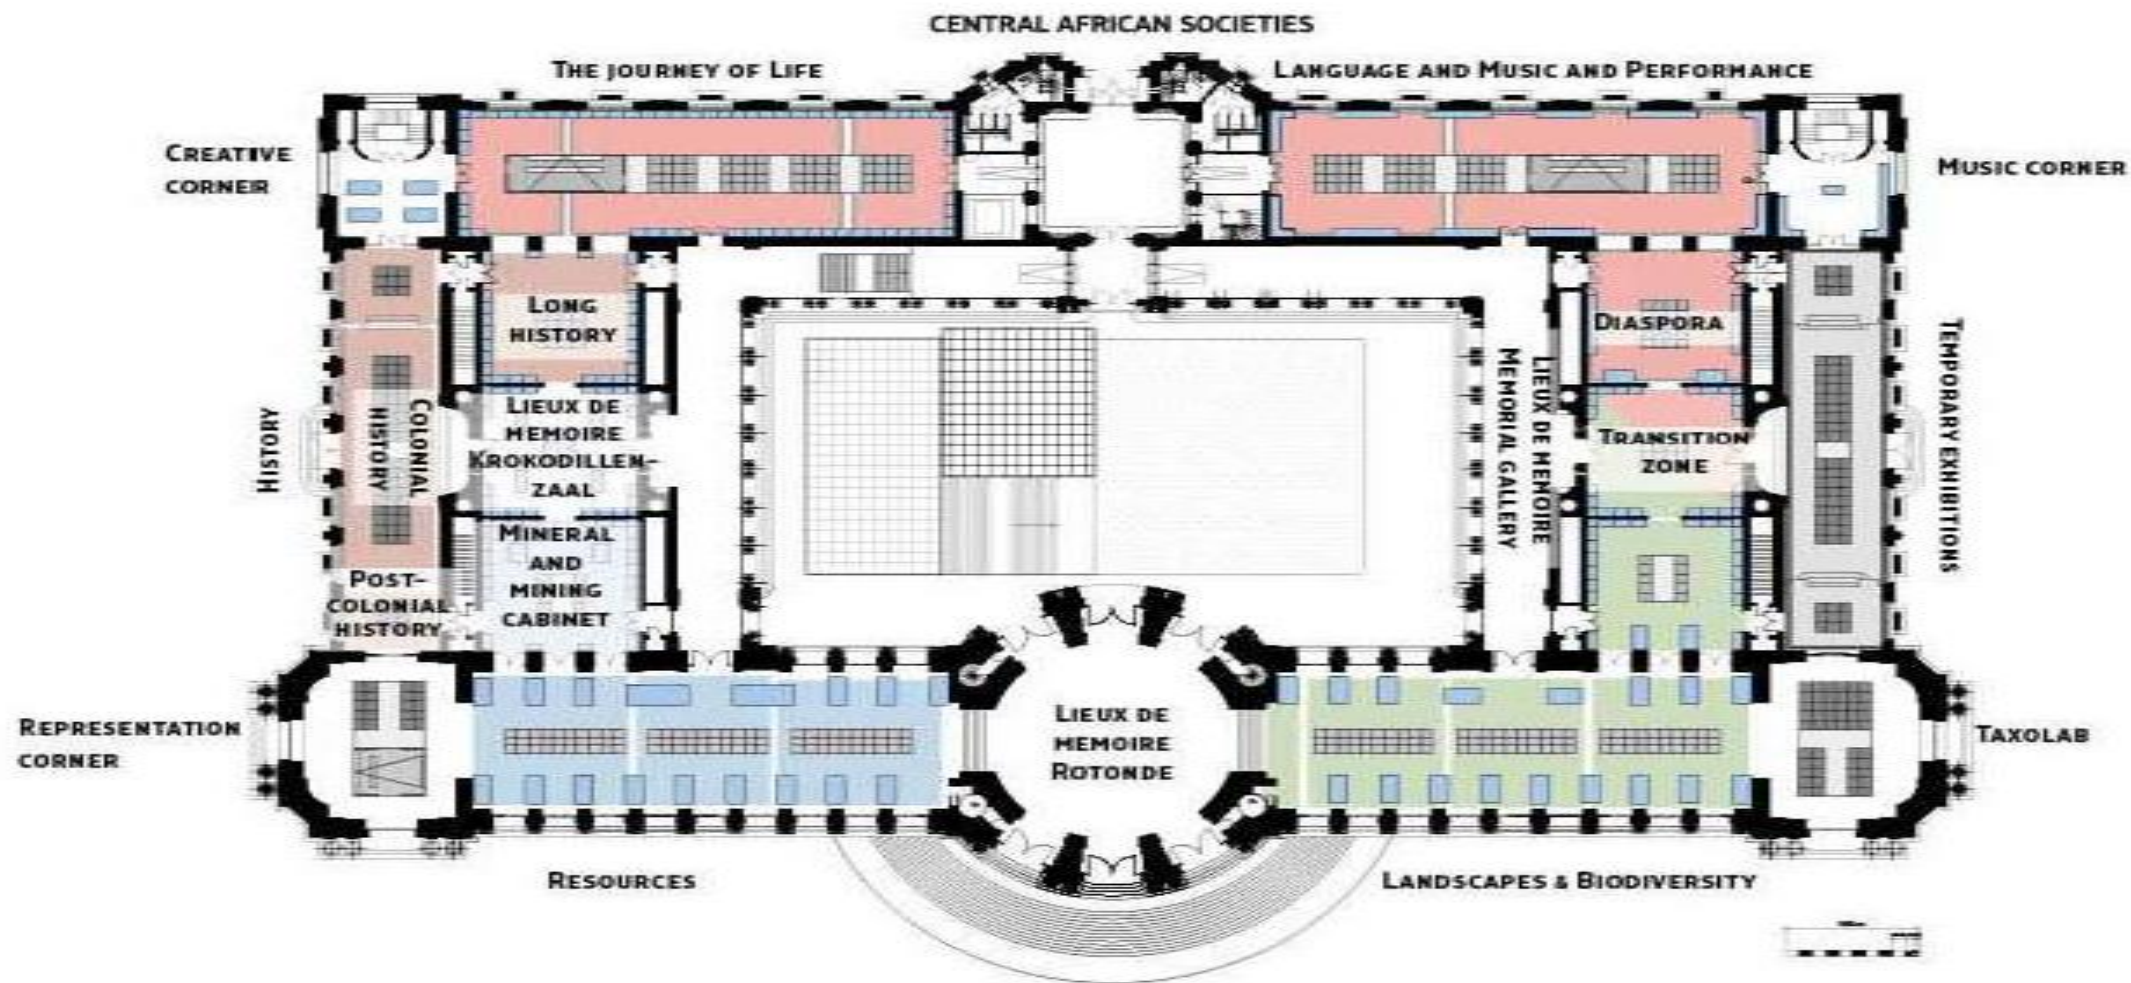 CENTRAL AFRICAN SOCIETIES
THE JOURNEY OF LIFE
LANGUAGE AND MUSIC AND PERFORMANCE
CREATIVE
CORNER
MUSIC CORNER
LONG
HISTORY
DIASPORA
HISTORY
COLONIAL
HISTORY
LIEUX DE
MEMOIRE
KROKODILLEN-
ZAAL
LIEUX DE MEMOIRE
MEMORIAL GALLERY
TRANSITION
ZONE
TEMPORARY EXHIBITIONS
MINERAL
AND
MINING
CABINET
POST-
COLONIAL
HISTORY
REPRESENTATION
CORNER
LIEUX DE
MEMOIRE
ROTONDE
TAXOLAB
RESOURCES
LANDSCAPES & BIODIVERSITY